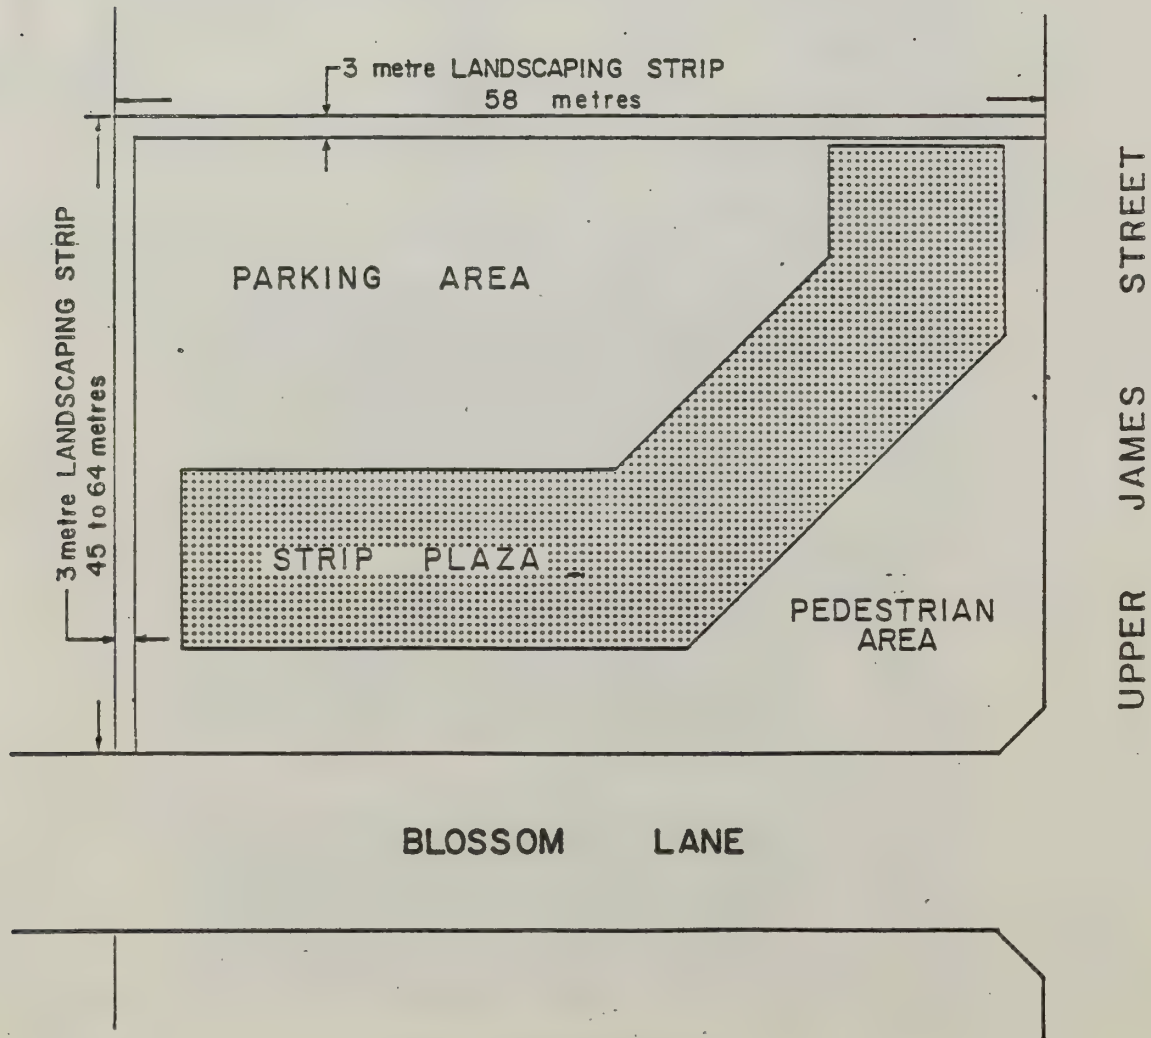 3 metre LANDSCAPING STRIP
58 metres
3 metre LANDSCAPING STRIP
45 to 64 metres
PARKING AREA
STRIP PLAZA
PEDESTRIAN
AREA
UPPER JAMES STREET
BLOSSOM LANE